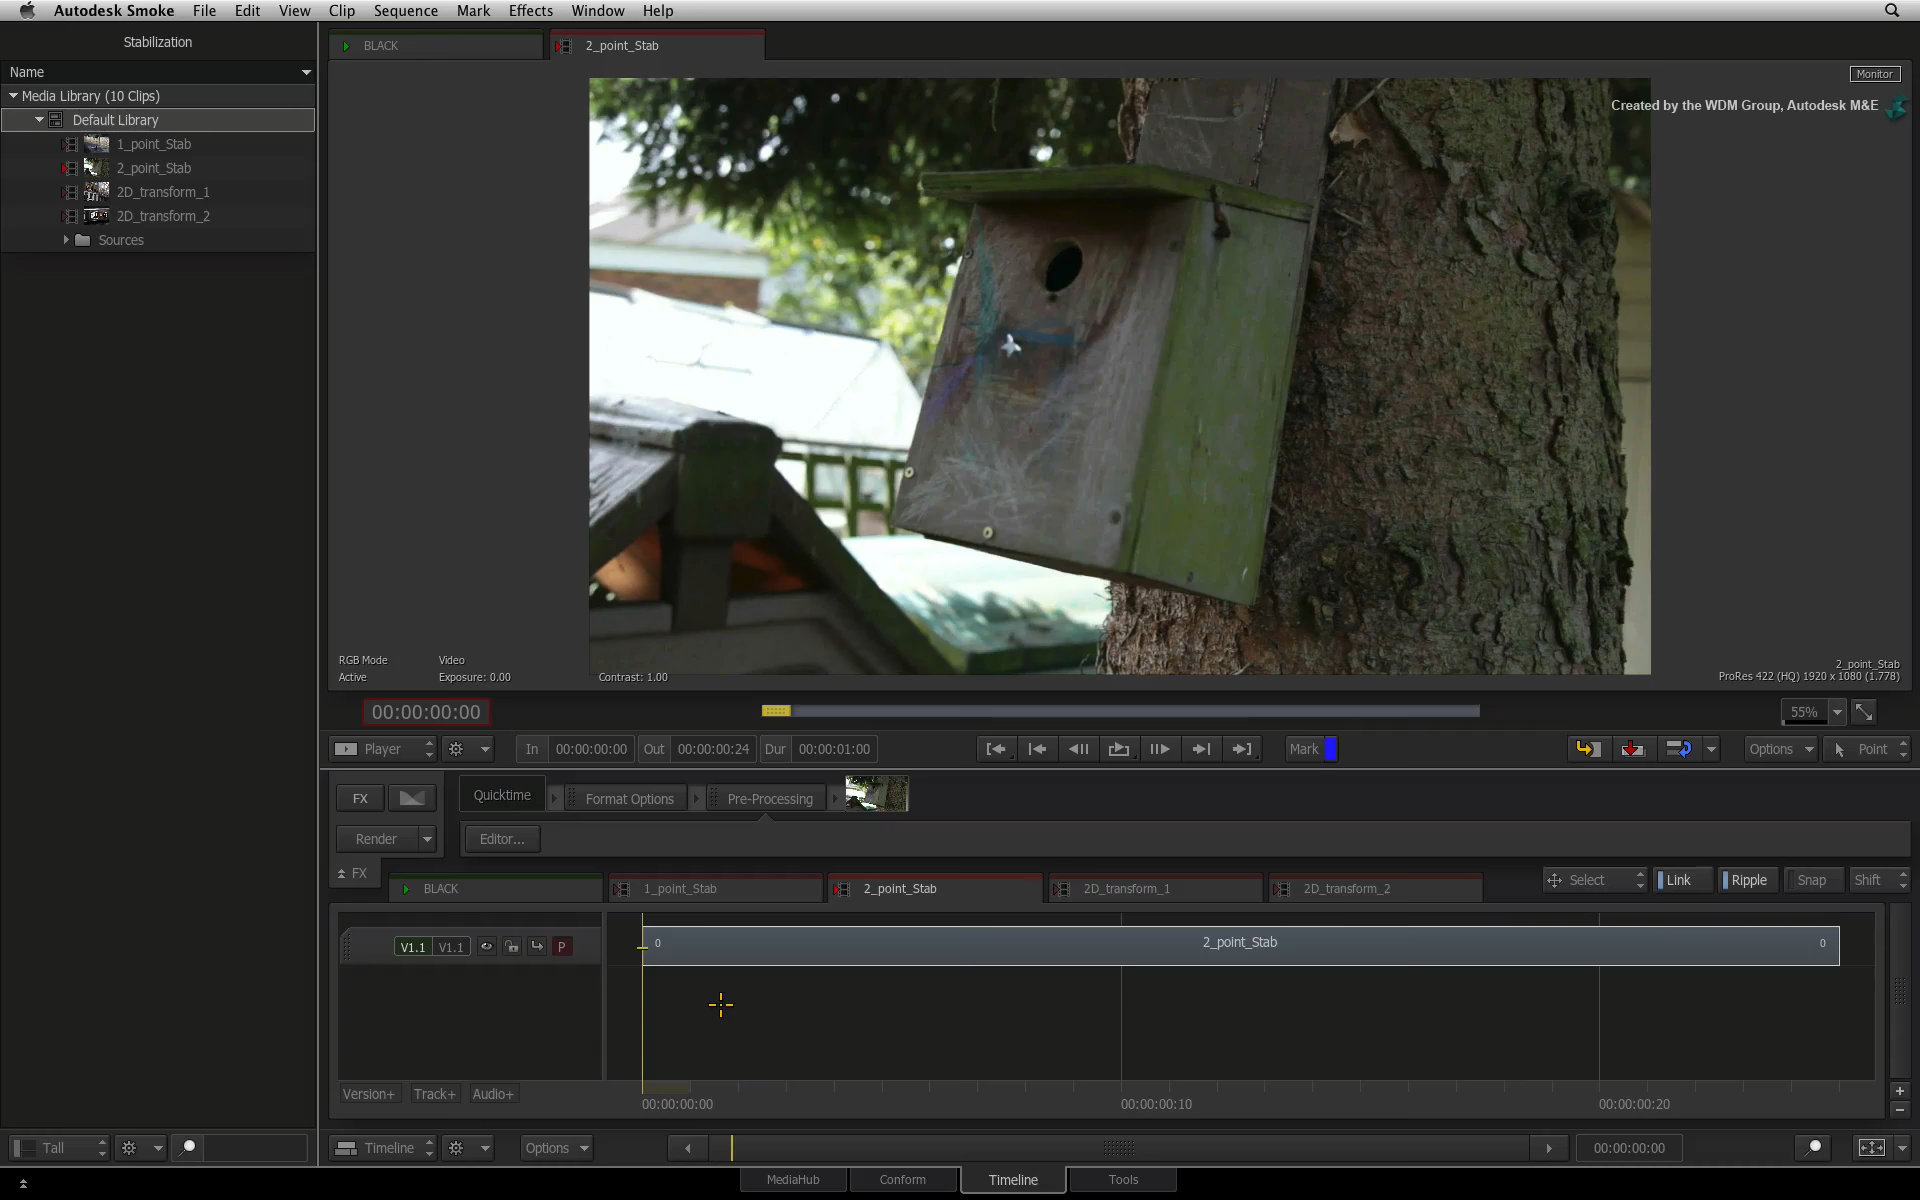 Autodesk Smoke File Edit View Clip Sequence Mark Effects Window Help
Stabilization
BLACK
2_point_Stab
Name
Monitor
Media Library (10 Clips)
Created by the WDM Group, Autodesk M&E
Default Library
1_point_Stab
2_point_Stab
2D_transform_1
2D_transform_2
Sources
RGB Mode Video
Active Exposure: 0.00 Contrast: 1.00
2_point_Stab
ProRes 422 (HQ) 1920 x 1080 (1.778)
00:00:00:00
55%
Player
In 00:00:00:00 Out 00:00:00:24 Dur 00:00:01:00
Mark
Options
Point
FX
Quicktime
Format Options
Pre-Processing
Render
Editor...
FX
BLACK
1_point_Stab
2_point_Stab
2D_transform_1
2D_transform_2
Select
Link
Ripple
Snap
Shift
V1.1 V1.1 P
0 2_point_Stab 0
Version+ Track+ Audio+
00:00:00:00 00:00:00:10 00:00:00:20
+
−
Tall
Timeline
Options
00:00:00:00
MediaHub Conform Timeline Tools